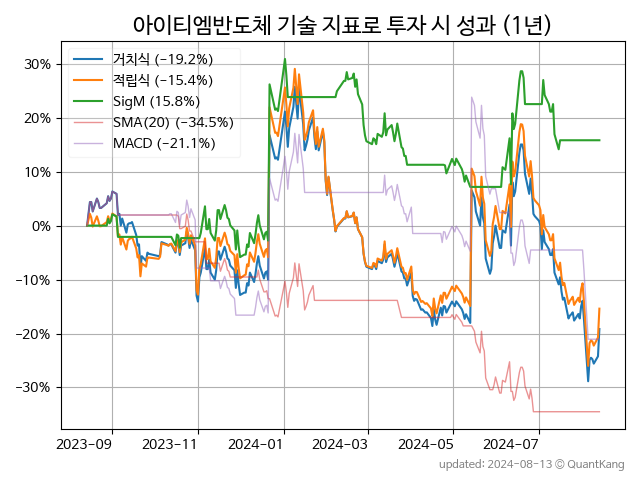 아이티엠반도체 기술 지표로 투자 시 성과 (1년)
거치식 (−19.2%)
적립식 (−15.4%)
SigM (15.8%)
SMA(20) (−34.5%)
MACD (−21.1%)
30%
20%
10%
0%
−10%
−20%
−30%
2023-09 2023-11 2024-01 2024-03 2024-05 2024-07
updated: 2024-08-13 © QuantKang